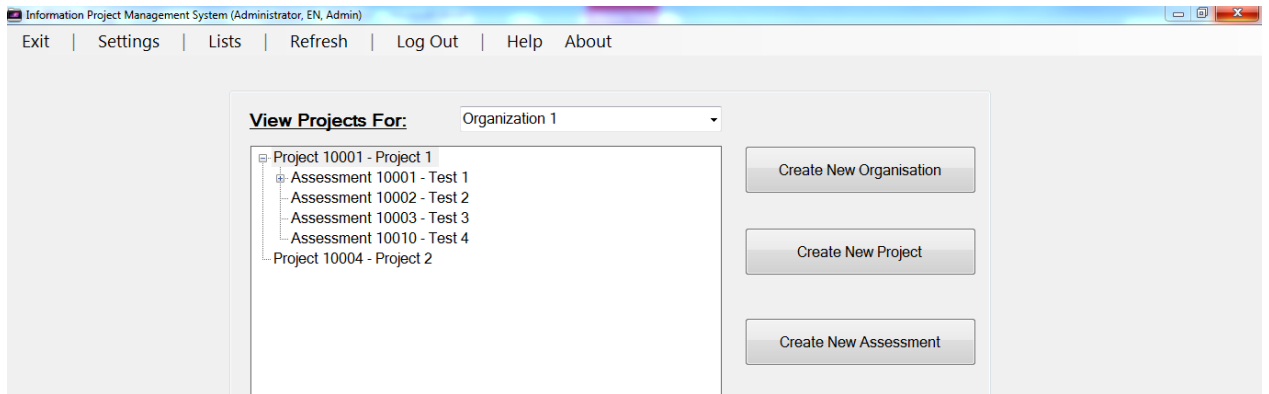 Information Project Management System (Administrator, EN, Admin)
Exit | Settings | Lists | Refresh | Log Out | Help About
View Projects For: Organization 1
Project 10001 - Project 1
Assessment 10001 - Test 1
Assessment 10002 - Test 2
Assessment 10003 - Test 3
Assessment 10010 - Test 4
Project 10004 - Project 2
Create New Organisation
Create New Project
Create New Assessment